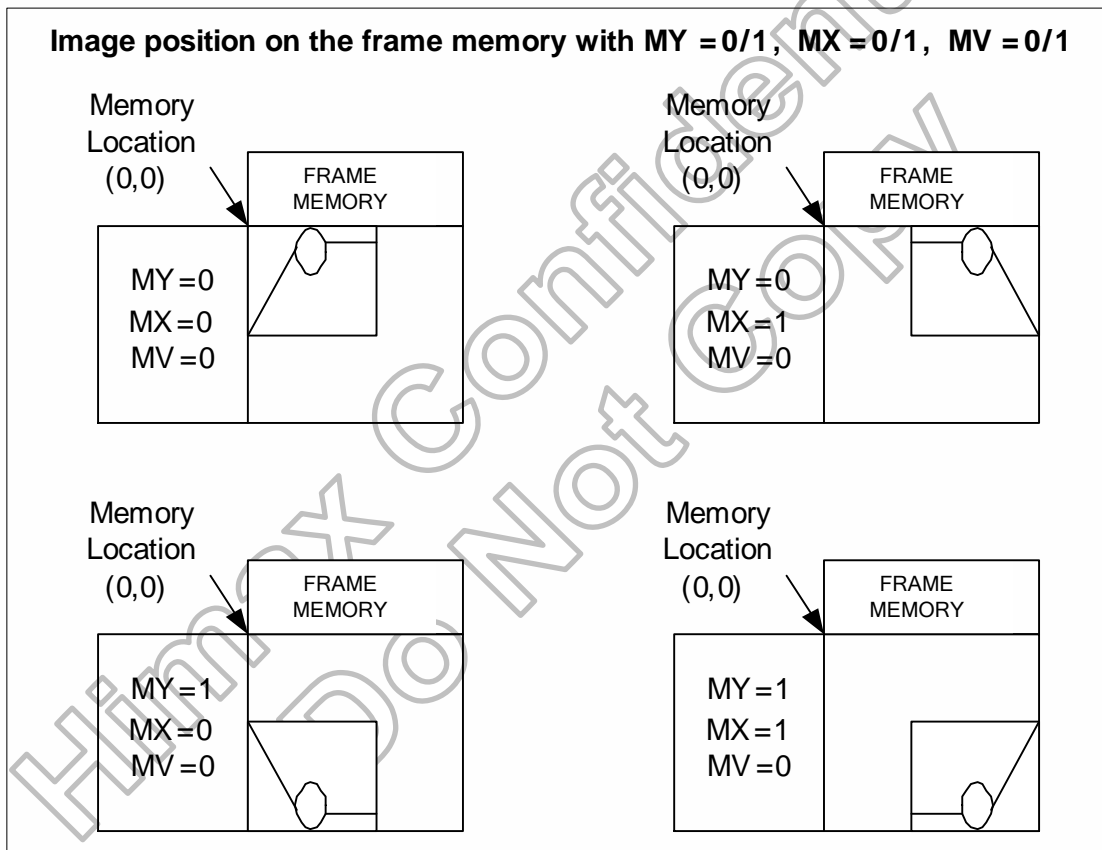 Image position on the frame memory with MY =0/1, MX =0/1, MV =0/1
Memory
Location
(0,0)
FRAME
MEMORY
MY=0
MX=0
MV=0
Memory
Location
(0,0)
FRAME
MEMORY
MY=0
MX=1
MV=0
Memory
Location
(0,0)
FRAME
MEMORY
MY=1
MX=0
MV=0
Memory
Location
(0,0)
FRAME
MEMORY
MY=1
MX=1
MV=0
Himax Confident
Do Not Copy